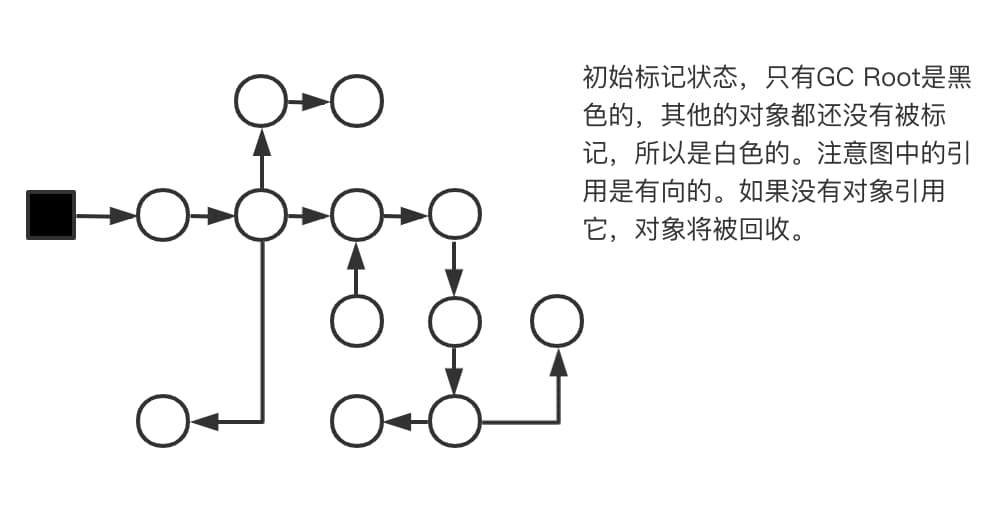 初始标记状态，只有GC Root是黑
色的，其他的对象都还没有被标
记，所以是白色的。注意图中的引
用是有向的。如果没有对象引用
它，对象将被回收。